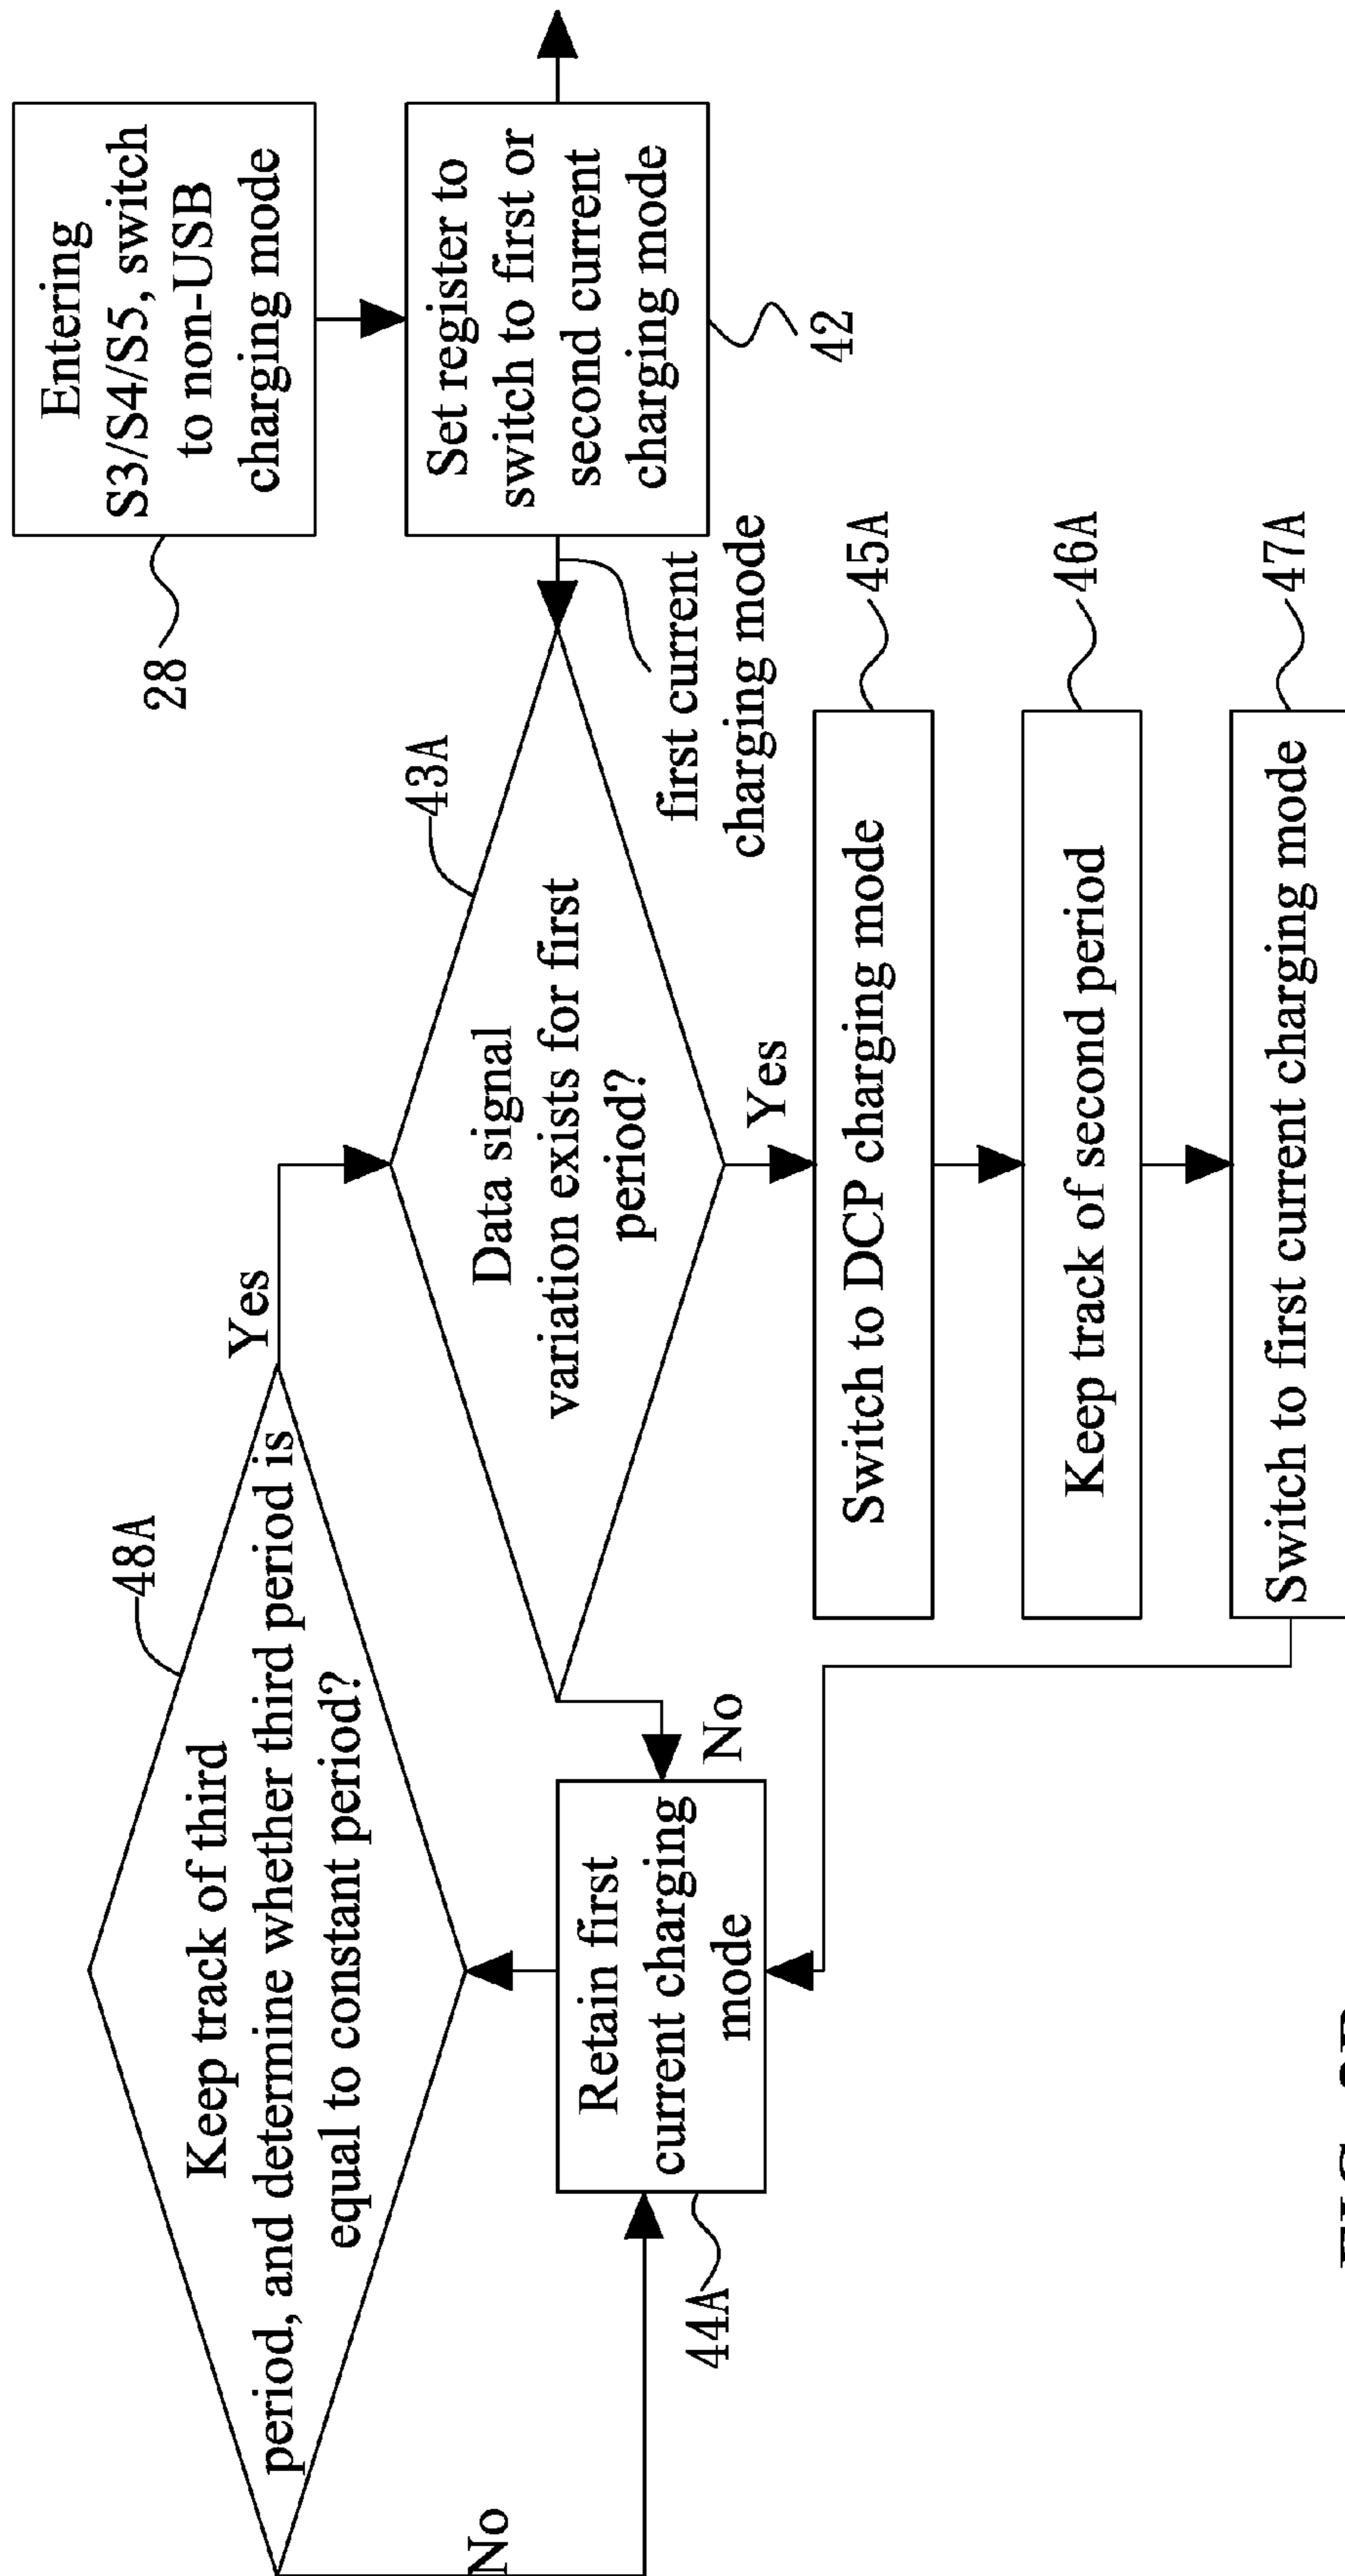 Entering
S3/S4/S5, switch
to non-USB
charging mode
28
Set register to
switch to first or
second current
charging mode
42
first current
charging mode
43A
Data signal
variation exists for first
period?
Yes
45A
Switch to DCP charging mode
46A
Keep track of second period
47A
Switch to first current charging mode
No
44A
Retain first
current charging
mode
48A
Keep track of third
period, and determine whether third period is
equal to constant period?
Yes
No